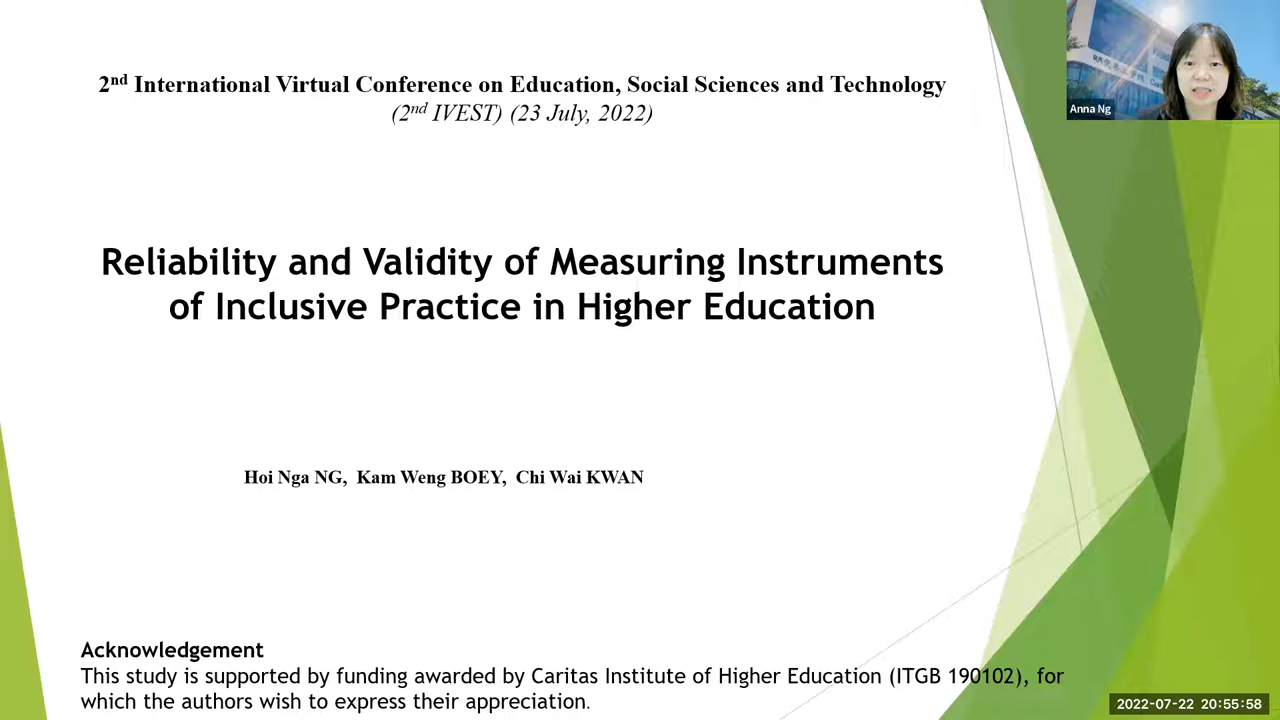 2nd International Virtual Conference on Education, Social Sciences and Technology
(2nd IVEST) (23 July, 2022)
Anna Ng
Reliability and Validity of Measuring Instruments
of Inclusive Practice in Higher Education
Hoi Nga NG, Kam Weng BOEY, Chi Wai KWAN
Acknowledgement
This study is supported by funding awarded by Caritas Institute of Higher Education (ITGB 190102), for
which the authors wish to express their appreciation.
2022-07-22 20:55:58